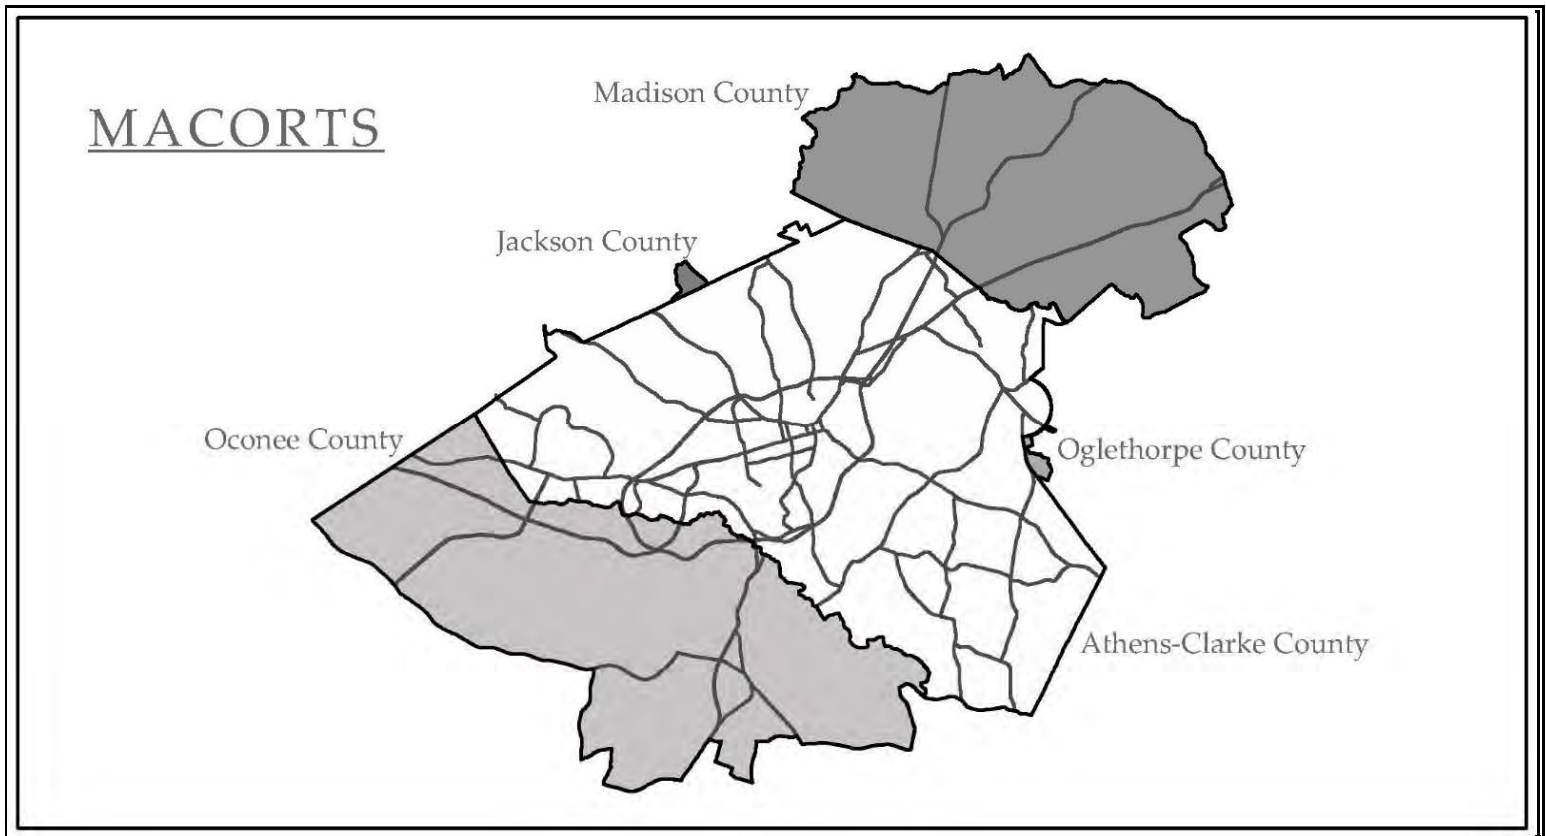 MACORTS
Madison County
Jackson County
Oconee County
Oglethorpe County
Athens-Clarke County